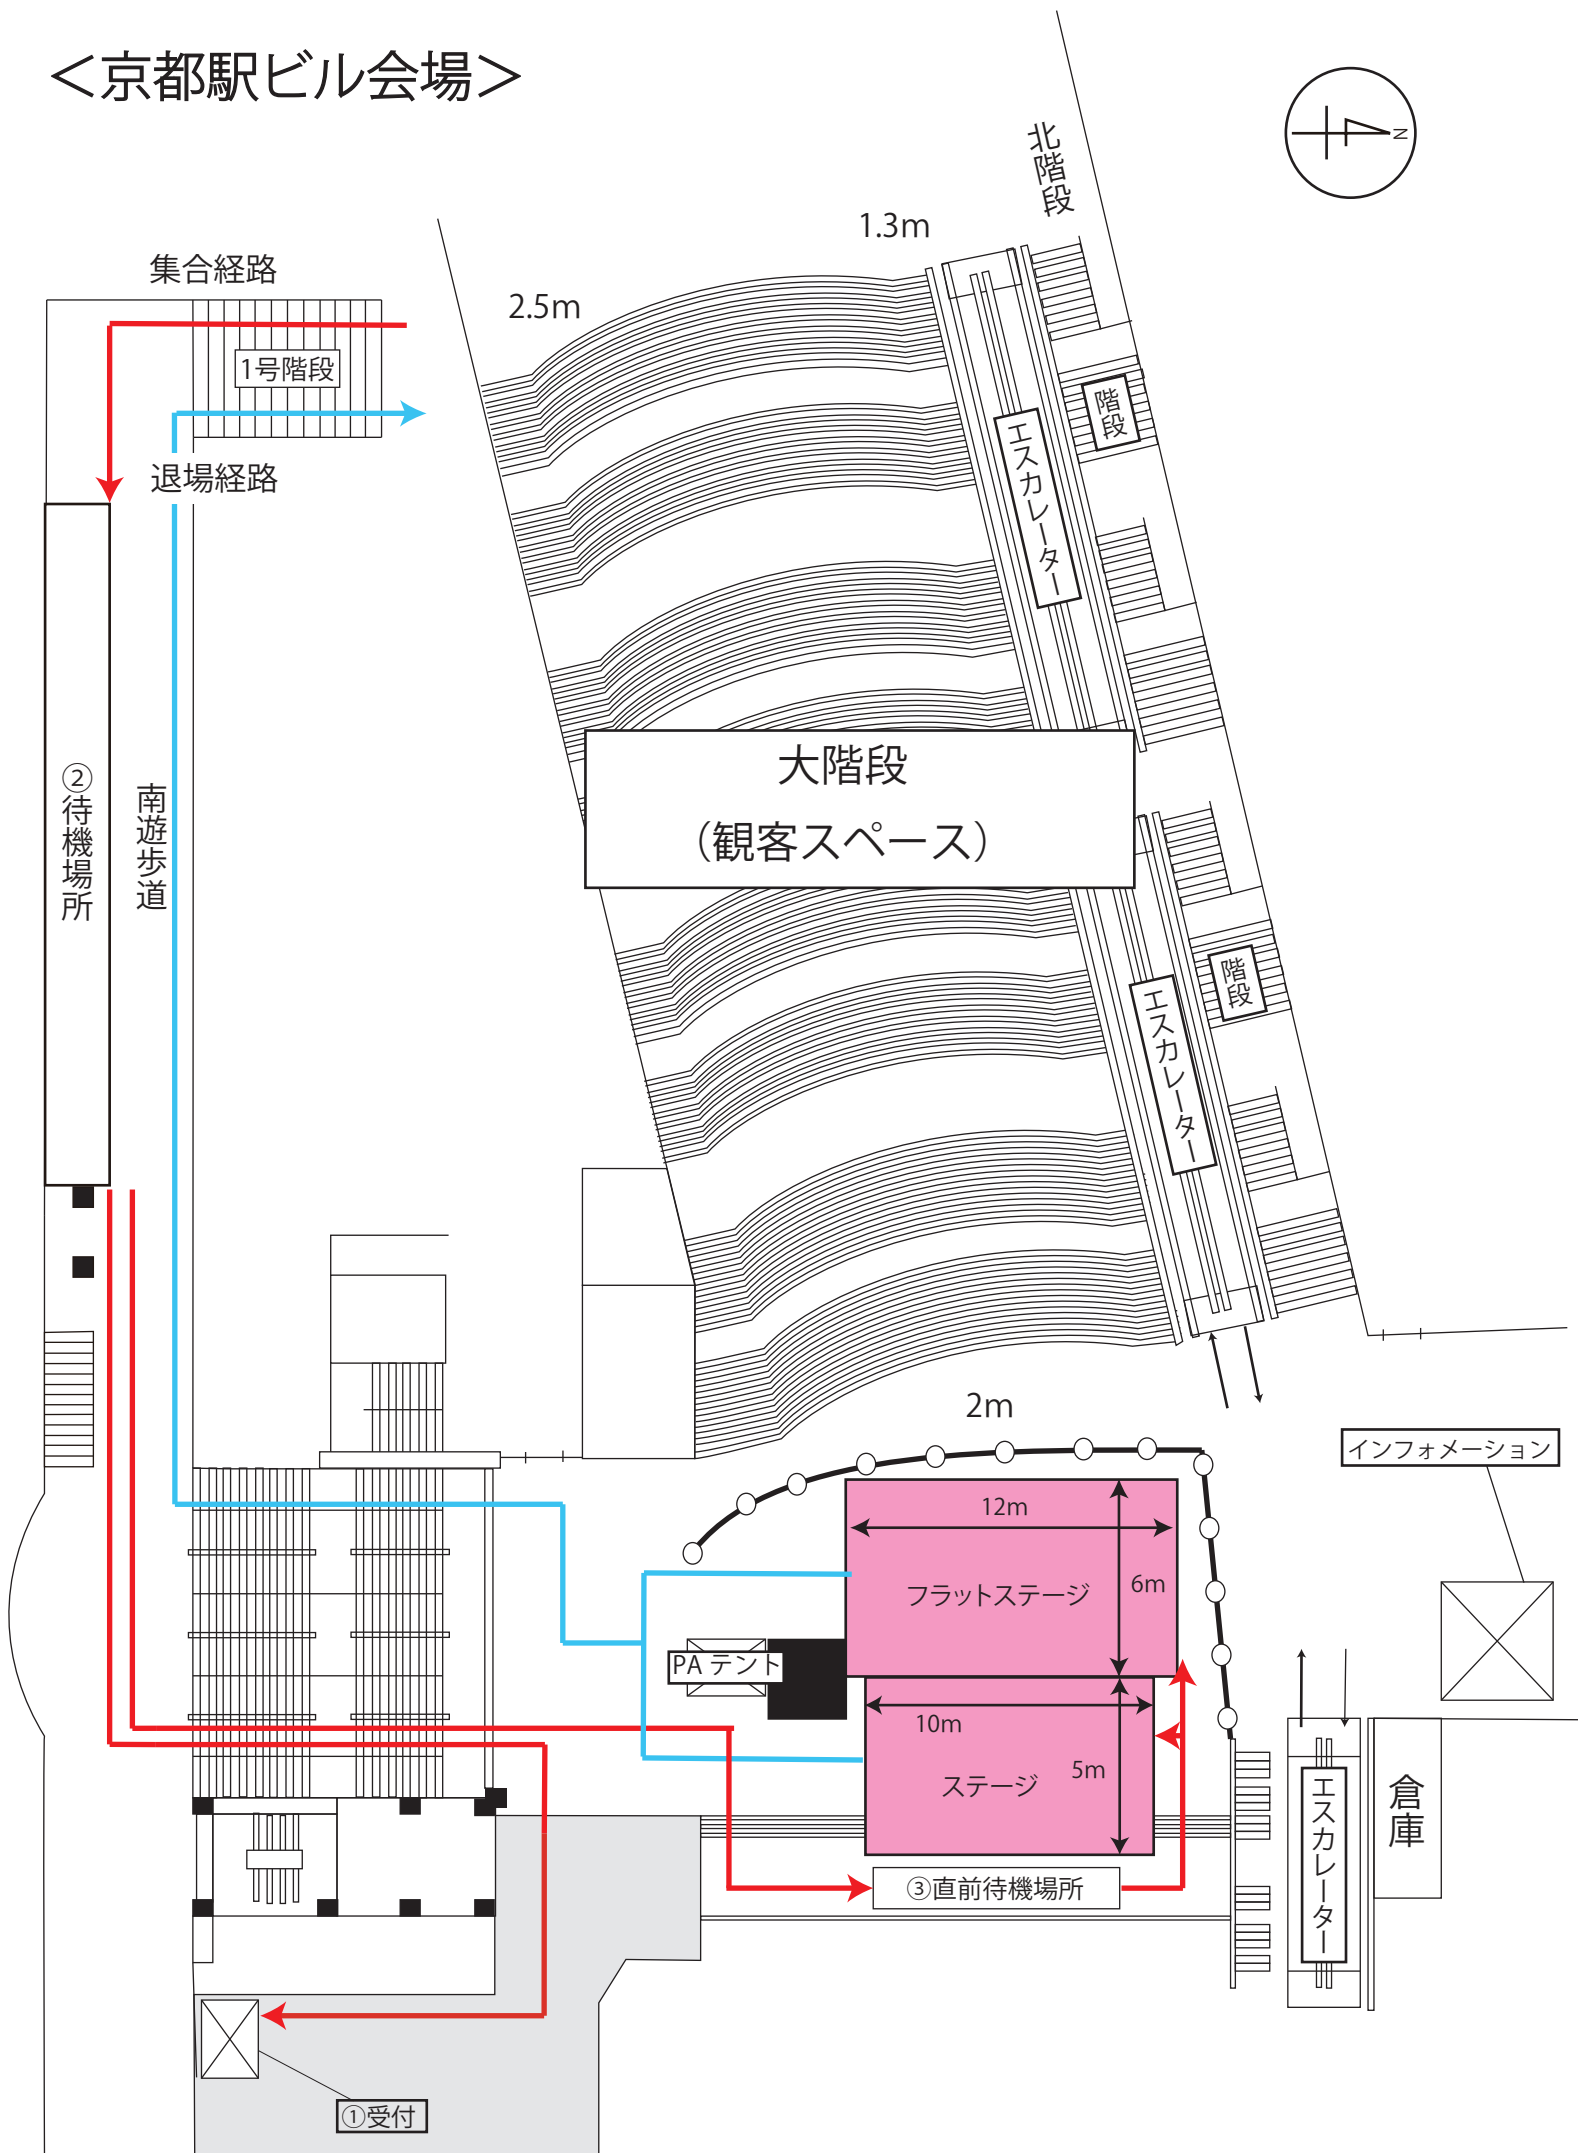 ＜京都駅ビル会場＞
N
北階段
1.3m
2.5m
集合経路
1号階段
退場経路
階段
エスカレーター
②待機場所
南遊歩道
大階段
（観客スペース）
階段
エスカレーター
2m
インフォメーション
12m
フラットステージ
6m
PA テント
10m
ステージ
5m
エスカレーター
倉庫
③直前待機場所
①受付